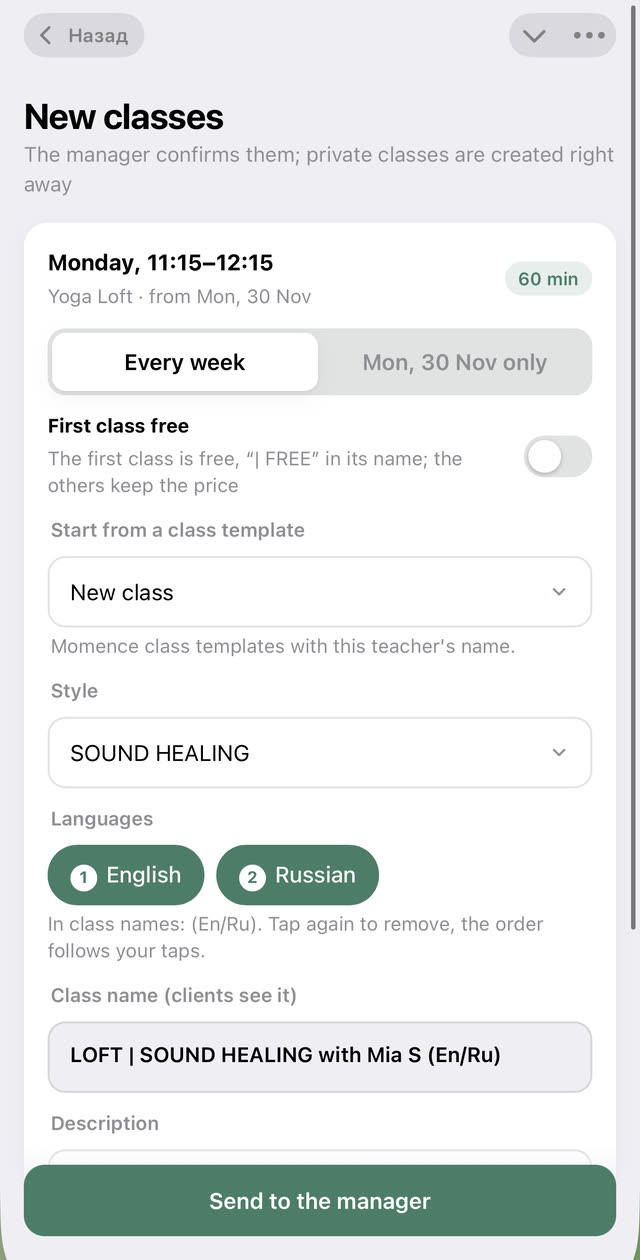 Назад
New classes
The manager confirms them; private classes are created right
away
Monday, 11:15–12:15
60 min
Yoga Loft · from Mon, 30 Nov
Every week
Mon, 30 Nov only
First class free
The first class is free, “| FREE” in its name; the
others keep the price
Start from a class template
New class
Momence class templates with this teacher's name.
Style
SOUND HEALING
Languages
1 English
2 Russian
In class names: (En/Ru). Tap again to remove, the order
follows your taps.
Class name (clients see it)
LOFT | SOUND HEALING with Mia S (En/Ru)
Description
Send to the manager